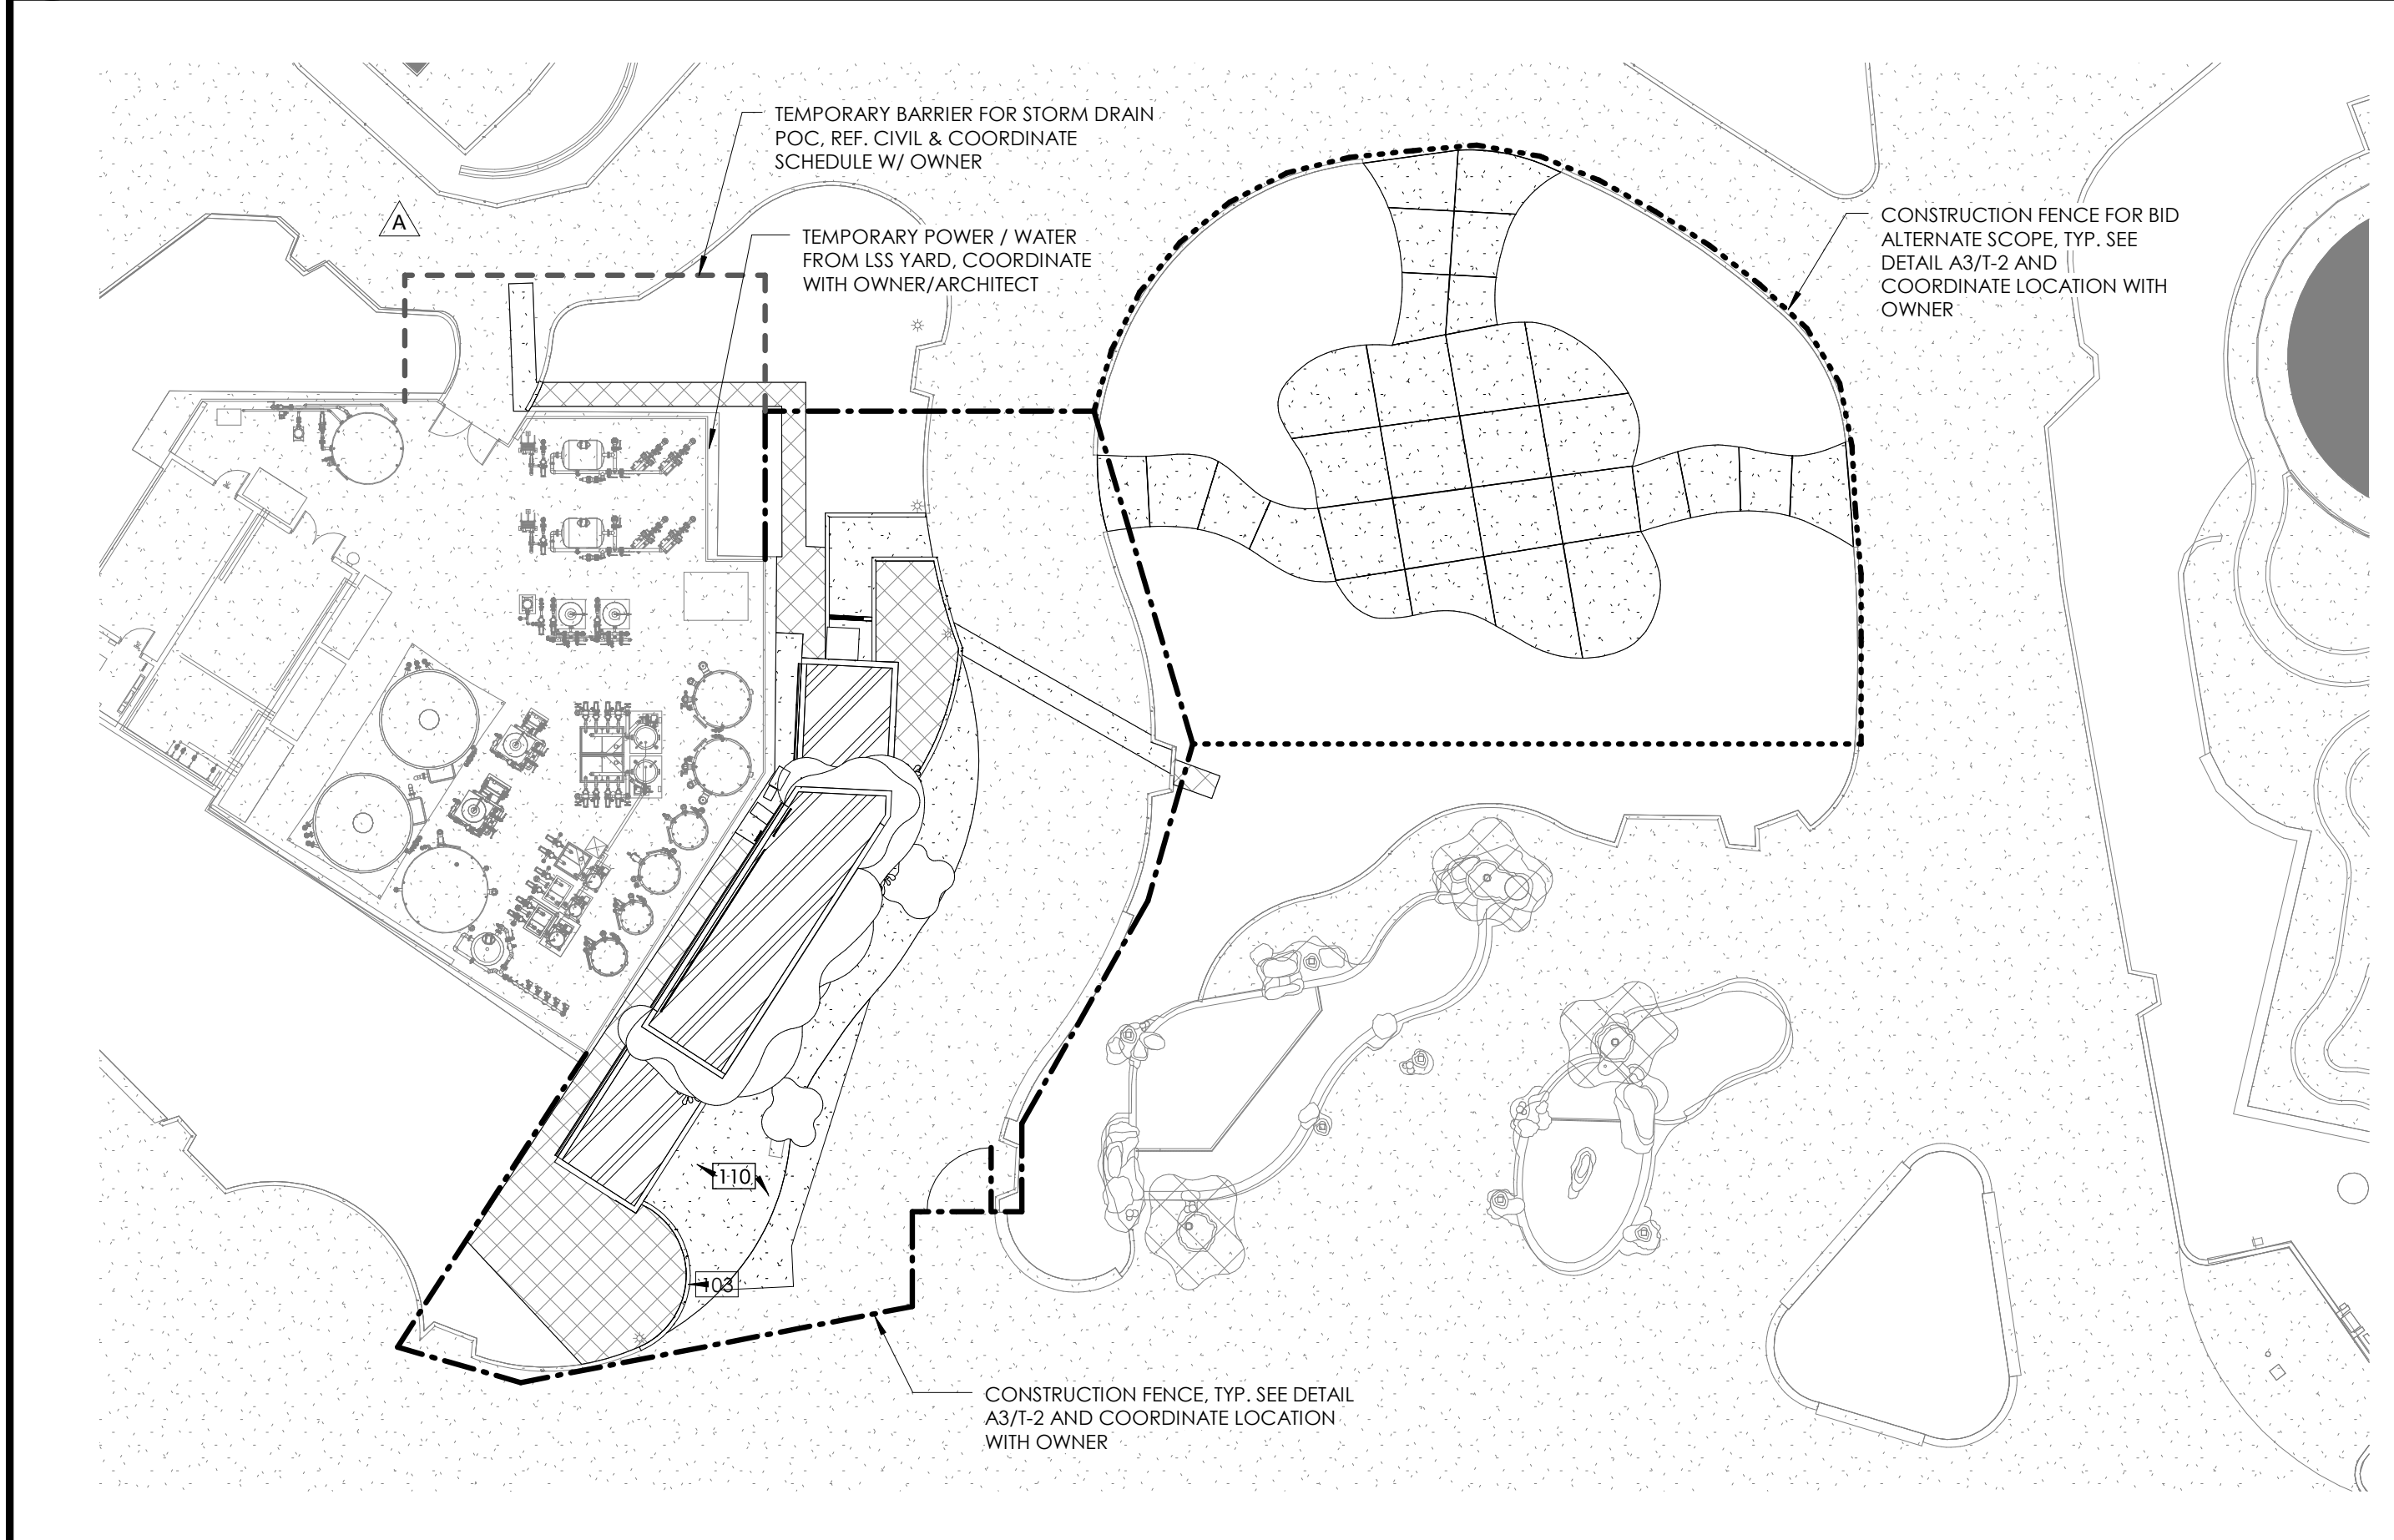 TEMPORARY BARRIER FOR STORM DRAIN
POC, REF. CIVIL & COORDINATE
SCHEDULE W/ OWNER
A
TEMPORARY POWER / WATER
FROM LSS YARD, COORDINATE
WITH OWNER/ARCHITECT
CONSTRUCTION FENCE FOR BID
ALTERNATE SCOPE, TYP. SEE
DETAIL A3/T-2 AND
COORDINATE LOCATION WITH
OWNER
110
103
CONSTRUCTION FENCE, TYP. SEE DETAIL
A3/T-2 AND COORDINATE LOCATION
WITH OWNER